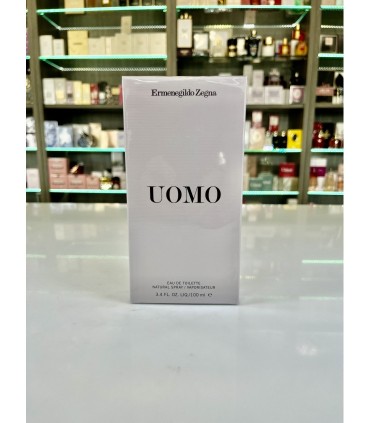 Ermenegildo Zegna
UOMO
EAU DE TOILETTE
NATURAL SPRAY / VAPORISATEUR
3.4 FL. OZ. LIQ./100 ml ℮